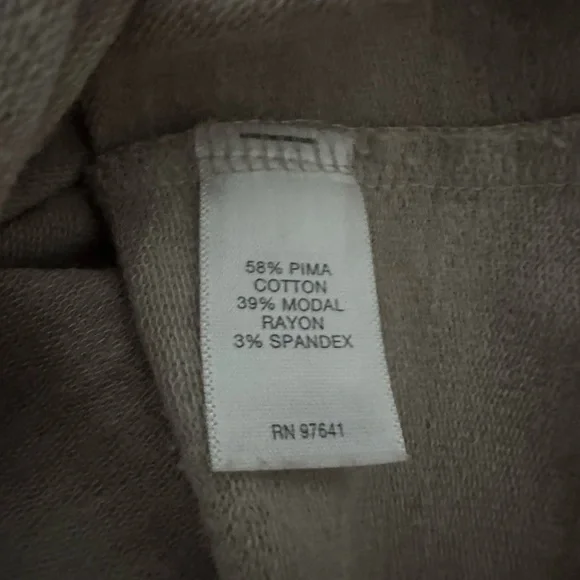 58% PIMA
COTTON
39% MODAL
RAYON
3% SPANDEX
RN 97641